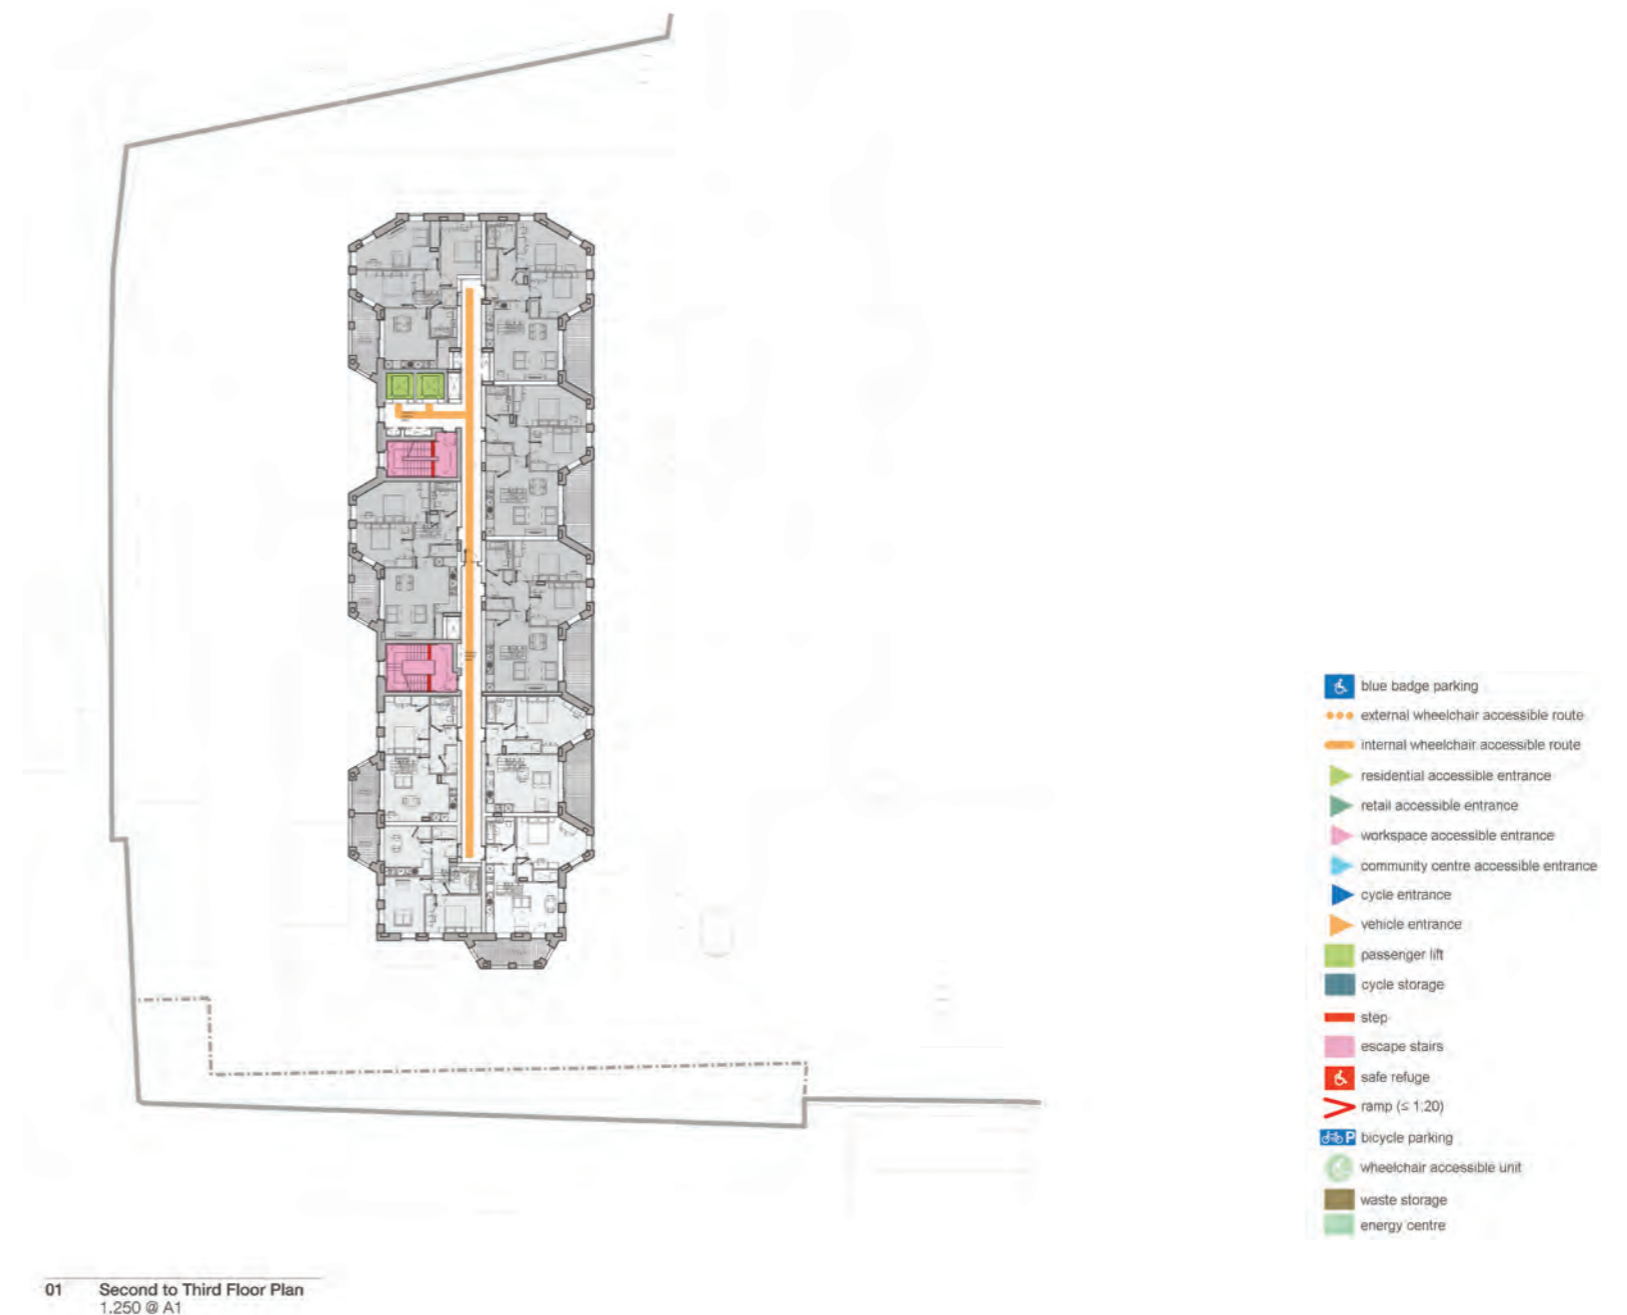 blue badge parking
external wheelchair accessible route
internal wheelchair accessible route
residential accessible entrance
retail accessible entrance
workspace accessible entrance
community centre accessible entrance
cycle entrance
vehicle entrance
passenger lift
cycle storage
step
escape stairs
safe refuge
ramp (≤ 1:20)
P bicycle parking
wheelchair accessible unit
waste storage
energy centre
01 Second to Third Floor Plan
1.250 @ A1